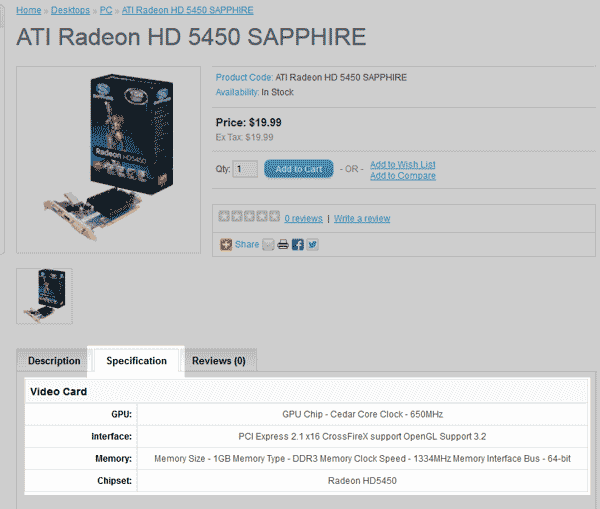 Home » Desktops » PC » ATI Radeon HD 5450 SAPPHIRE
ATI Radeon HD 5450 SAPPHIRE
Radeon HD5450
Product Code: ATI Radeon HD 5450 SAPPHIRE
Availability: In Stock
Price: $19.99
Ex Tax: $19.99
Qty: 1 Add to Cart - OR - Add to Wish List
Add to Compare
0 reviews | Write a review
Share
Description Specification Reviews (0)
Video Card
GPU: GPU Chip - Cedar Core Clock - 650MHz
Interface: PCI Express 2.1 x16 CrossFireX support OpenGL Support 3.2
Memory: Memory Size - 1GB Memory Type - DDR3 Memory Clock Speed - 1334MHz Memory Interface Bus - 64-bit
Chipset: Radeon HD5450